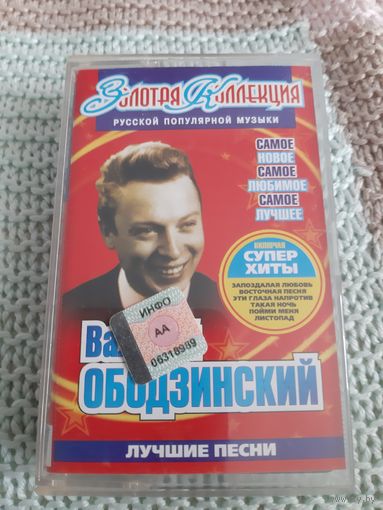 Золотая Коллекция
РУССКОЙ ПОПУЛЯРНОЙ МУЗЫКИ
САМОЕ
НОВОЕ
САМОЕ
ЛЮБИМОЕ
САМОЕ
ЛУЧШЕЕ
ВКЛЮЧАЯ
СУПЕР
ХИТЫ
ЗАПОЗДАЛАЯ ЛЮБОВЬ
ВОСТОЧНАЯ ПЕСНЯ
ЭТИ ГЛАЗА НАПРОТИВ
ТАКАЯ НОЧЬ
ПОЙМИ МЕНЯ
ЛИСТОПАД
ИНФО
АА
ОБОДЗИНСКИЙ
ЛУЧШИЕ ПЕСНИ